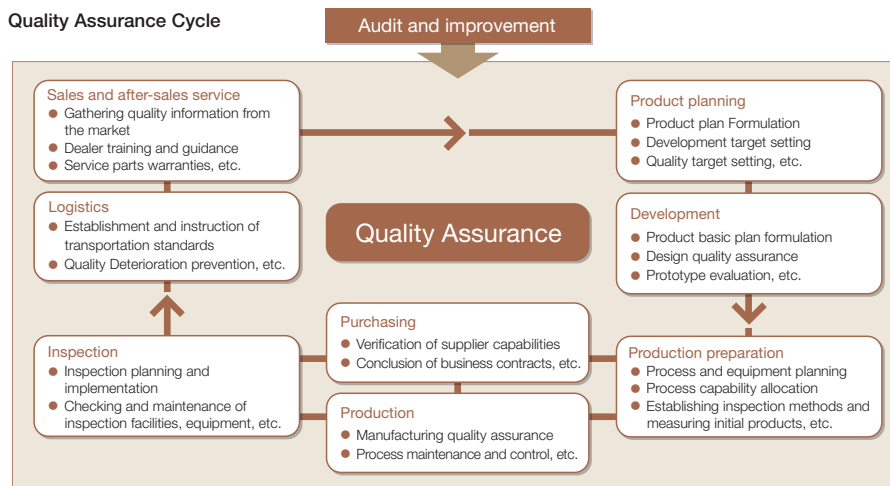 Quality Assurance Cycle
Audit and improvement
Sales and after-sales service
● Gathering quality information from
the market
● Dealer training and guidance
● Service parts warranties, etc.
Product planning
● Product plan Formulation
● Development target setting
● Quality target setting, etc.
Logistics
● Establishment and instruction of
transportation standards
● Quality Deterioration prevention, etc.
Quality Assurance
Development
● Product basic plan formulation
● Design quality assurance
● Prototype evaluation, etc.
Purchasing
● Verification of supplier capabilities
● Conclusion of business contracts, etc.
Inspection
● Inspection planning and
implementation
● Checking and maintenance of
inspection facilities, equipment, etc.
Production preparation
● Process and equipment planning
● Process capability allocation
● Establishing inspection methods and
measuring initial products, etc.
Production
● Manufacturing quality assurance
● Process maintenance and control, etc.